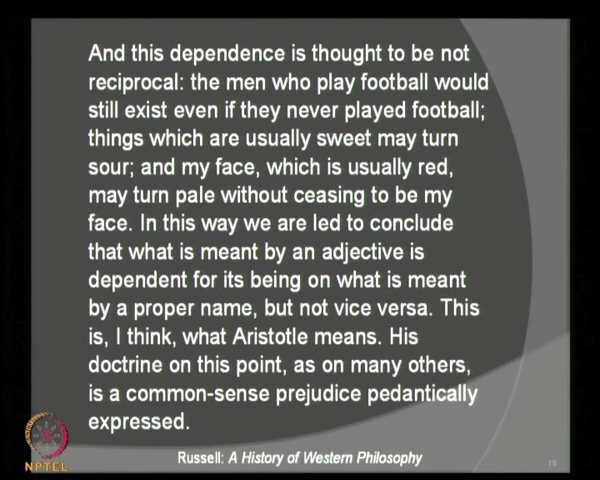 And this dependence is thought to be not
reciprocal: the men who play football would
still exist even if they never played football;
things which are usually sweet may turn
sour; and my face, which is usually red,
may turn pale without ceasing to be my
face. In this way we are led to conclude
that what is meant by an adjective is
dependent for its being on what is meant
by a proper name, but not vice versa. This
is, I think, what Aristotle means. His
doctrine on this point, as on many others,
is a common-sense prejudice pedantically
expressed.
Russell: A History of Western Philosophy
19
NPTEL